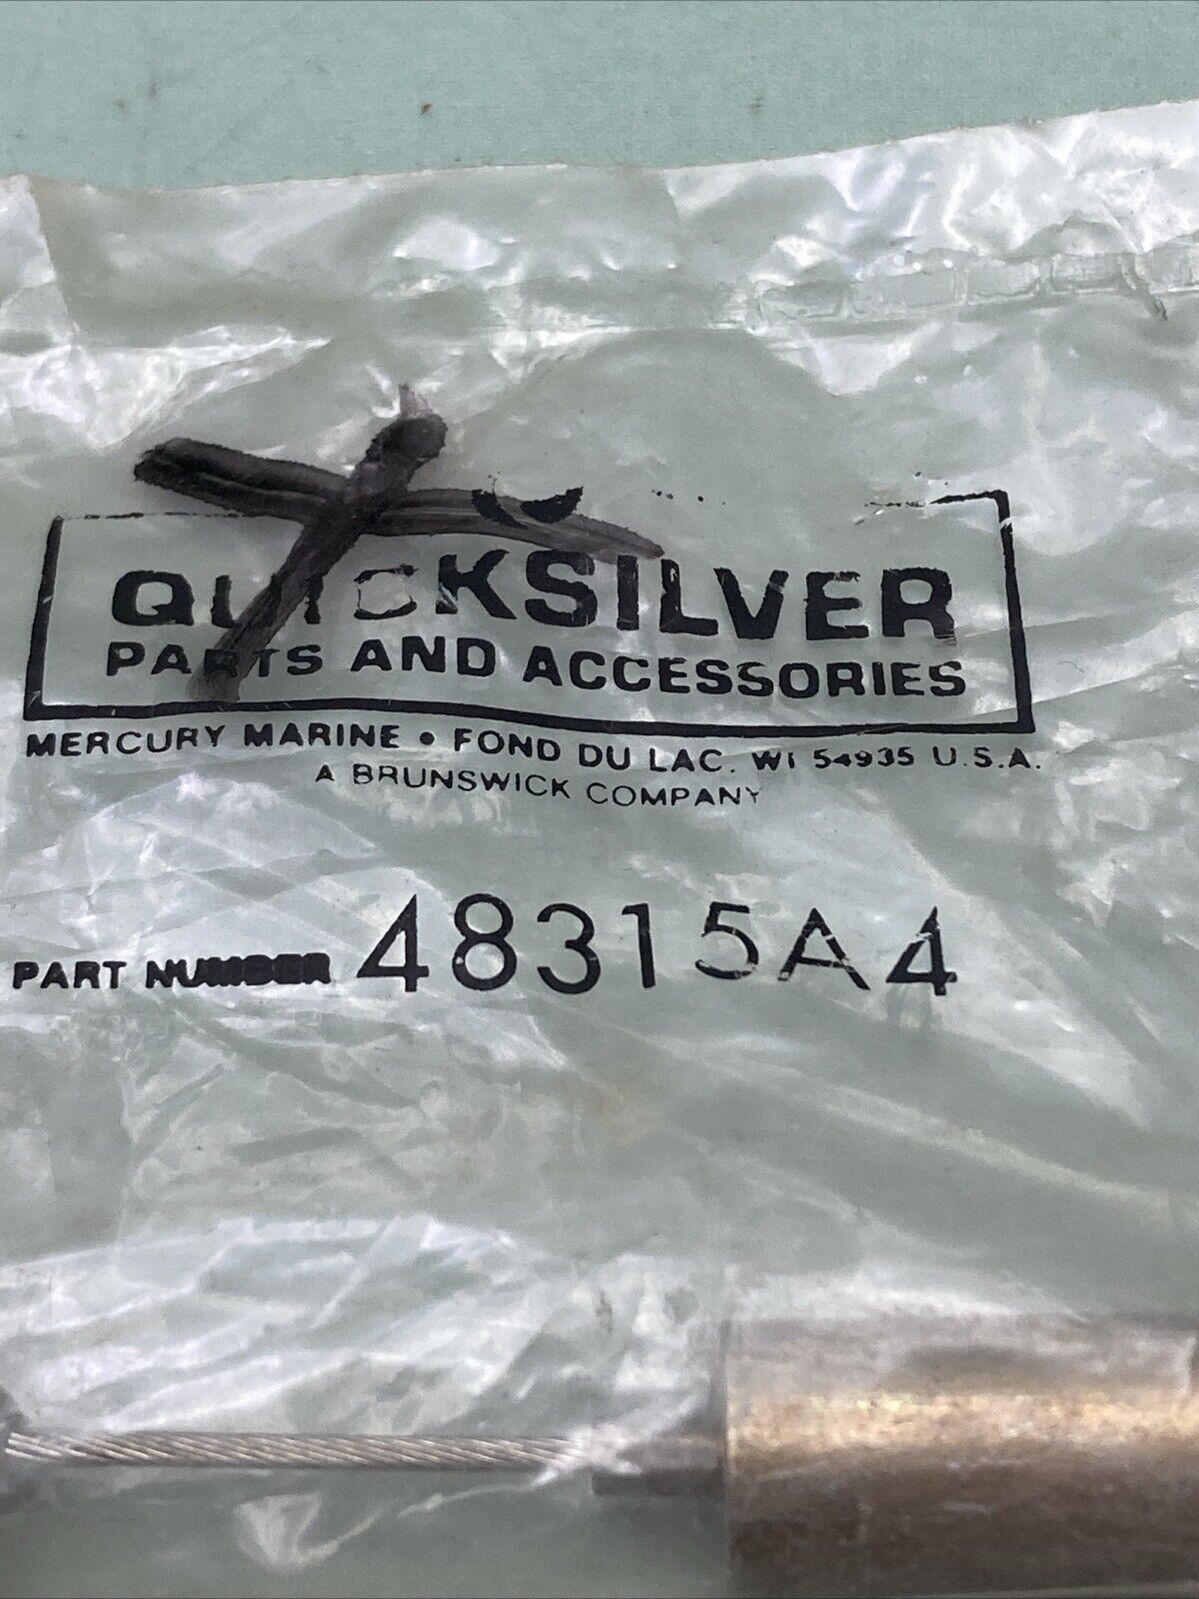 QUICKSILVER
PARTS AND ACCESSORIES
MERCURY MARINE • FOND DU LAC, WI 54935 U.S.A.
A BRUNSWICK COMPANY
PART NUMBER 48315A4